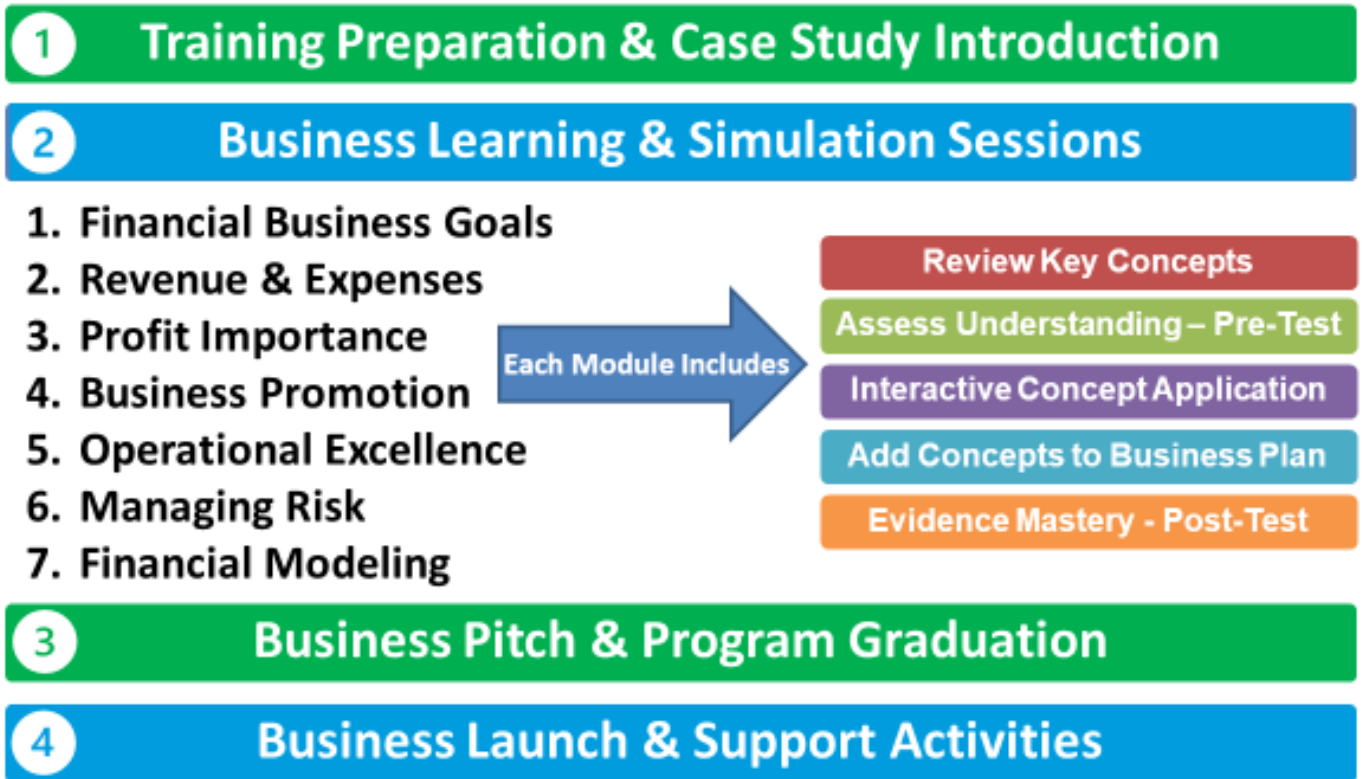 1 Training Preparation & Case Study Introduction
2 Business Learning & Simulation Sessions
1. Financial Business Goals
2. Revenue & Expenses
3. Profit Importance
4. Business Promotion
5. Operational Excellence
6. Managing Risk
7. Financial Modeling
Each Module Includes
Review Key Concepts
Assess Understanding – Pre-Test
Interactive Concept Application
Add Concepts to Business Plan
Evidence Mastery - Post-Test
3 Business Pitch & Program Graduation
4 Business Launch & Support Activities